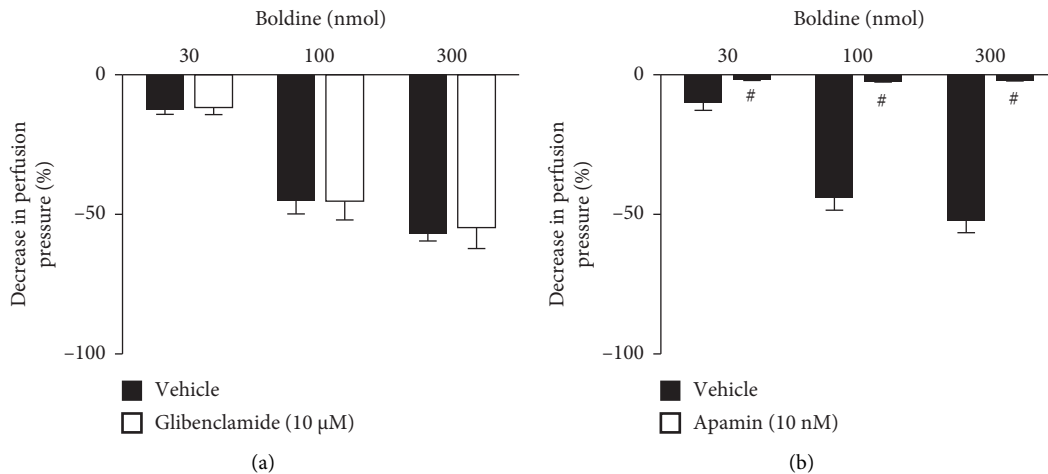 Boldine (nmol)
30 100 300
0
−50
−100
Decrease in perfusion
pressure (%)
Vehicle
Glibenclamide (10 µM)
(a)
Boldine (nmol)
30 100 300
0
−50
−100
Decrease in perfusion
pressure (%)
# # #
Vehicle
Apamin (10 nM)
(b)